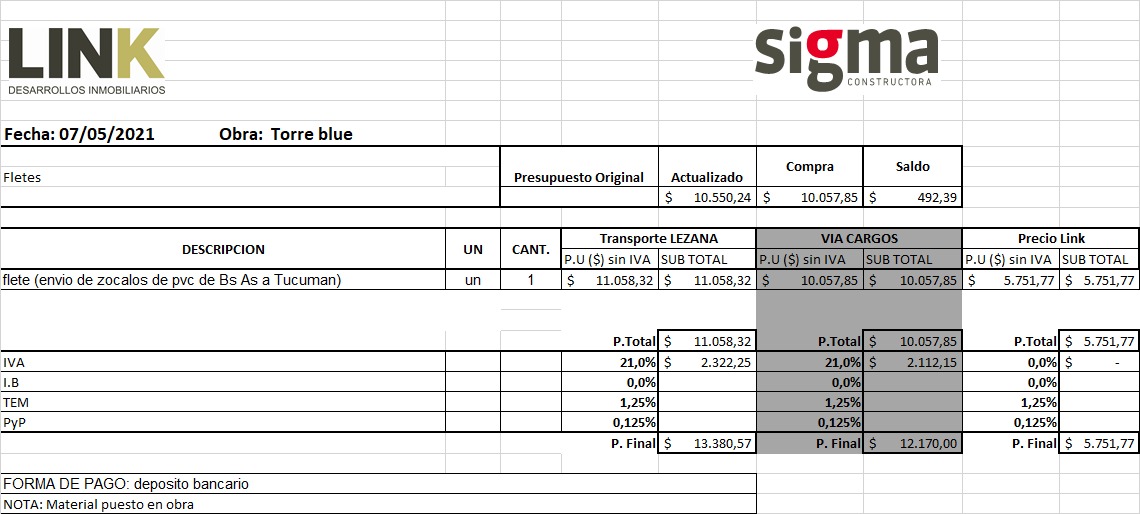 LINK
DESARROLLOS INMOBILIARIOS
sigma
CONSTRUCTORA
Fecha: 07/05/2021 Obra: Torre blue
Fletes Presupuesto Original Actualizado Compra Saldo
$ 10.550,24 $ 10.057,85 $ 492,39
DESCRIPCION UN CANT. Transporte LEZANA VIA CARGOS Precio Link
P.U ($) sin IVA SUB TOTAL P.U ($) sin IVA SUB TOTAL P.U ($) sin IVA SUB TOTAL
flete (envio de zocalos de pvc de Bs As a Tucuman) un 1 $ 11.058,32 $ 11.058,32 $ 10.057,85 $ 10.057,85 $ 5.751,77 $ 5.751,77
P.Total $ 11.058,32 P.Total $ 10.057,85 P.Total $ 5.751,77
IVA 21,0% $ 2.322,25 21,0% $ 2.112,15 0,0% $ -
I.B 0,0% 0,0% 0,0%
TEM 1,25% 1,25% 1,25%
PyP 0,125% 0,125% 0,125%
P. Final $ 13.380,57 P. Final $ 12.170,00 P. Final $ 5.751,77
FORMA DE PAGO: deposito bancario
NOTA: Material puesto en obra